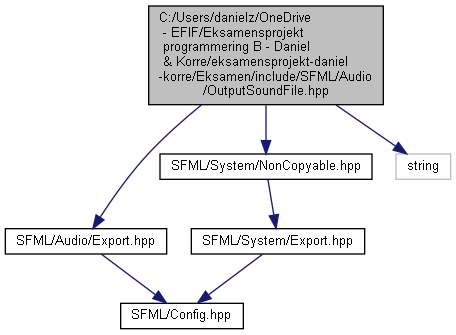 C:/Users/danielz/OneDrive
- EFIF/Eksamensprojekt
programmering B - Daniel
& Korre/eksamensprojekt-daniel
-korre/Eksamen/include/SFML/Audio
/OutputSoundFile.hpp
SFML/System/NonCopyable.hpp
string
SFML/Audio/Export.hpp
SFML/System/Export.hpp
SFML/Config.hpp